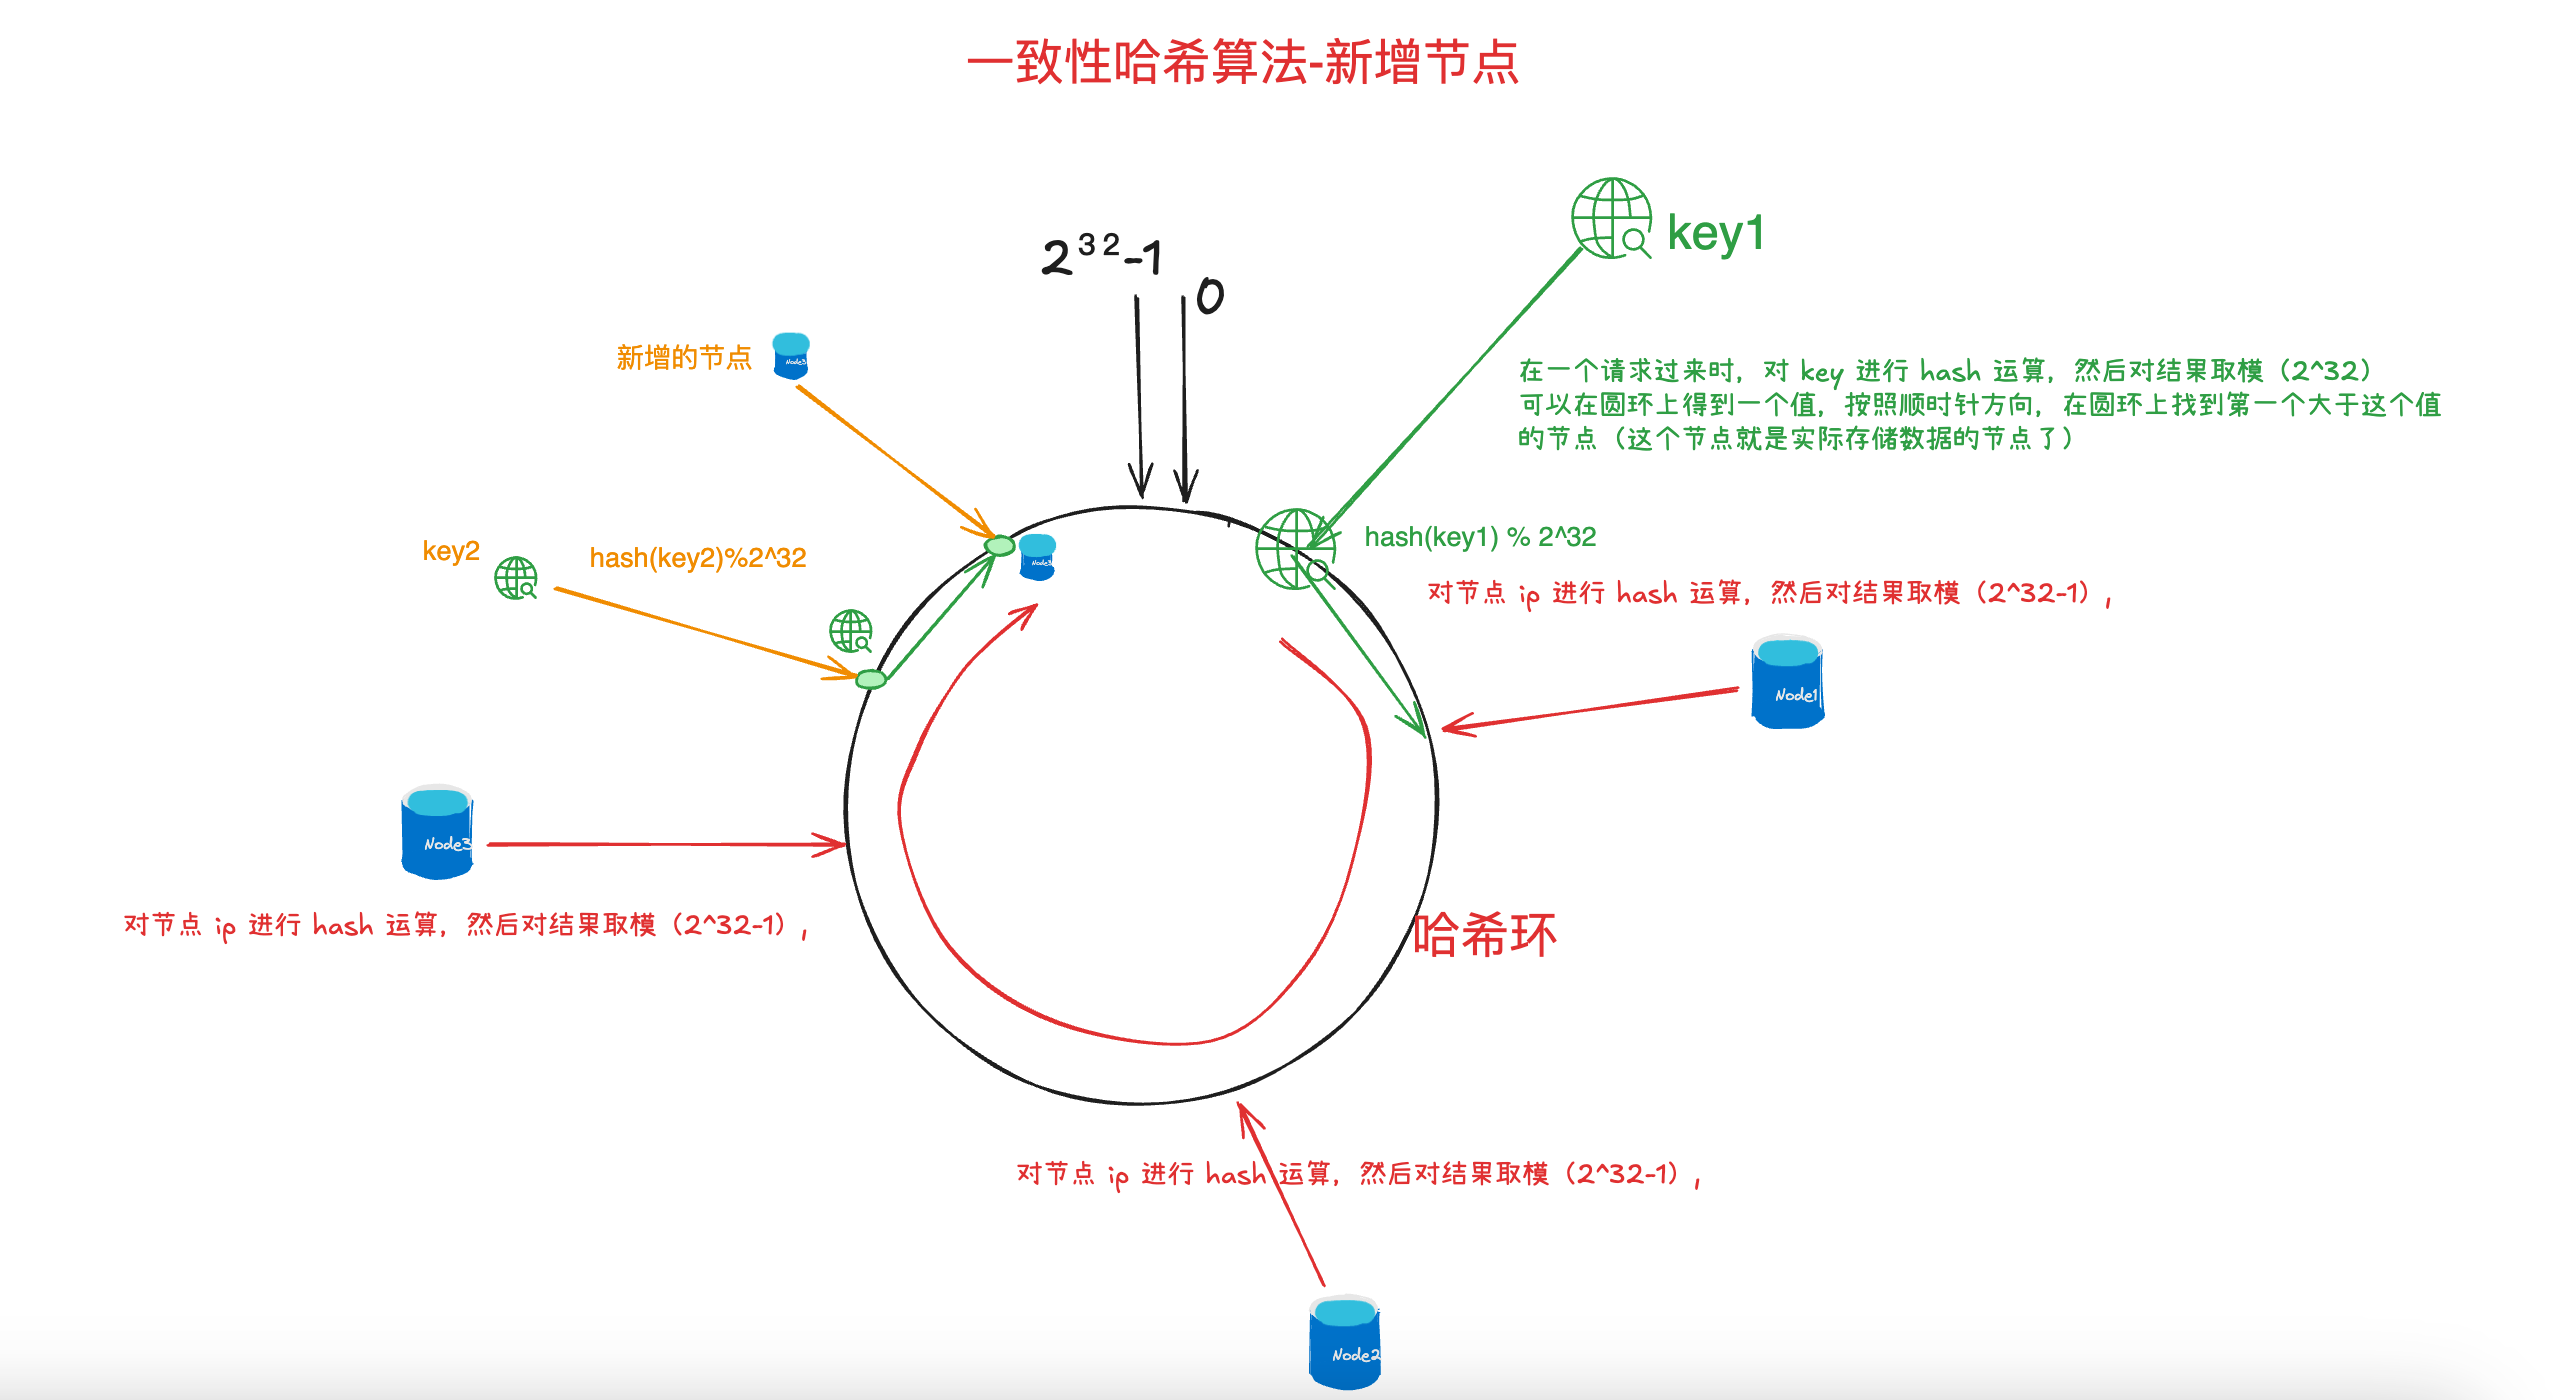 一致性哈希算法-新增节点
key1
2³²-1
0
新增的节点
Node3
在一个请求过来时，对 key 进行 hash 运算，然后对结果取模（2^32）
可以在圆环上得到一个值，按照顺时针方向，在圆环上找到第一个大于这个值
的节点（这个节点就是实际存储数据的节点了）
key2
hash(key2)%2^32
Node3
hash(key1) % 2^32
对节点 ip 进行 hash 运算，然后对结果取模（2^32-1），
Node1
Node3
对节点 ip 进行 hash 运算，然后对结果取模（2^32-1），
哈希环
对节点 ip 进行 hash 运算，然后对结果取模（2^32-1），
Node2